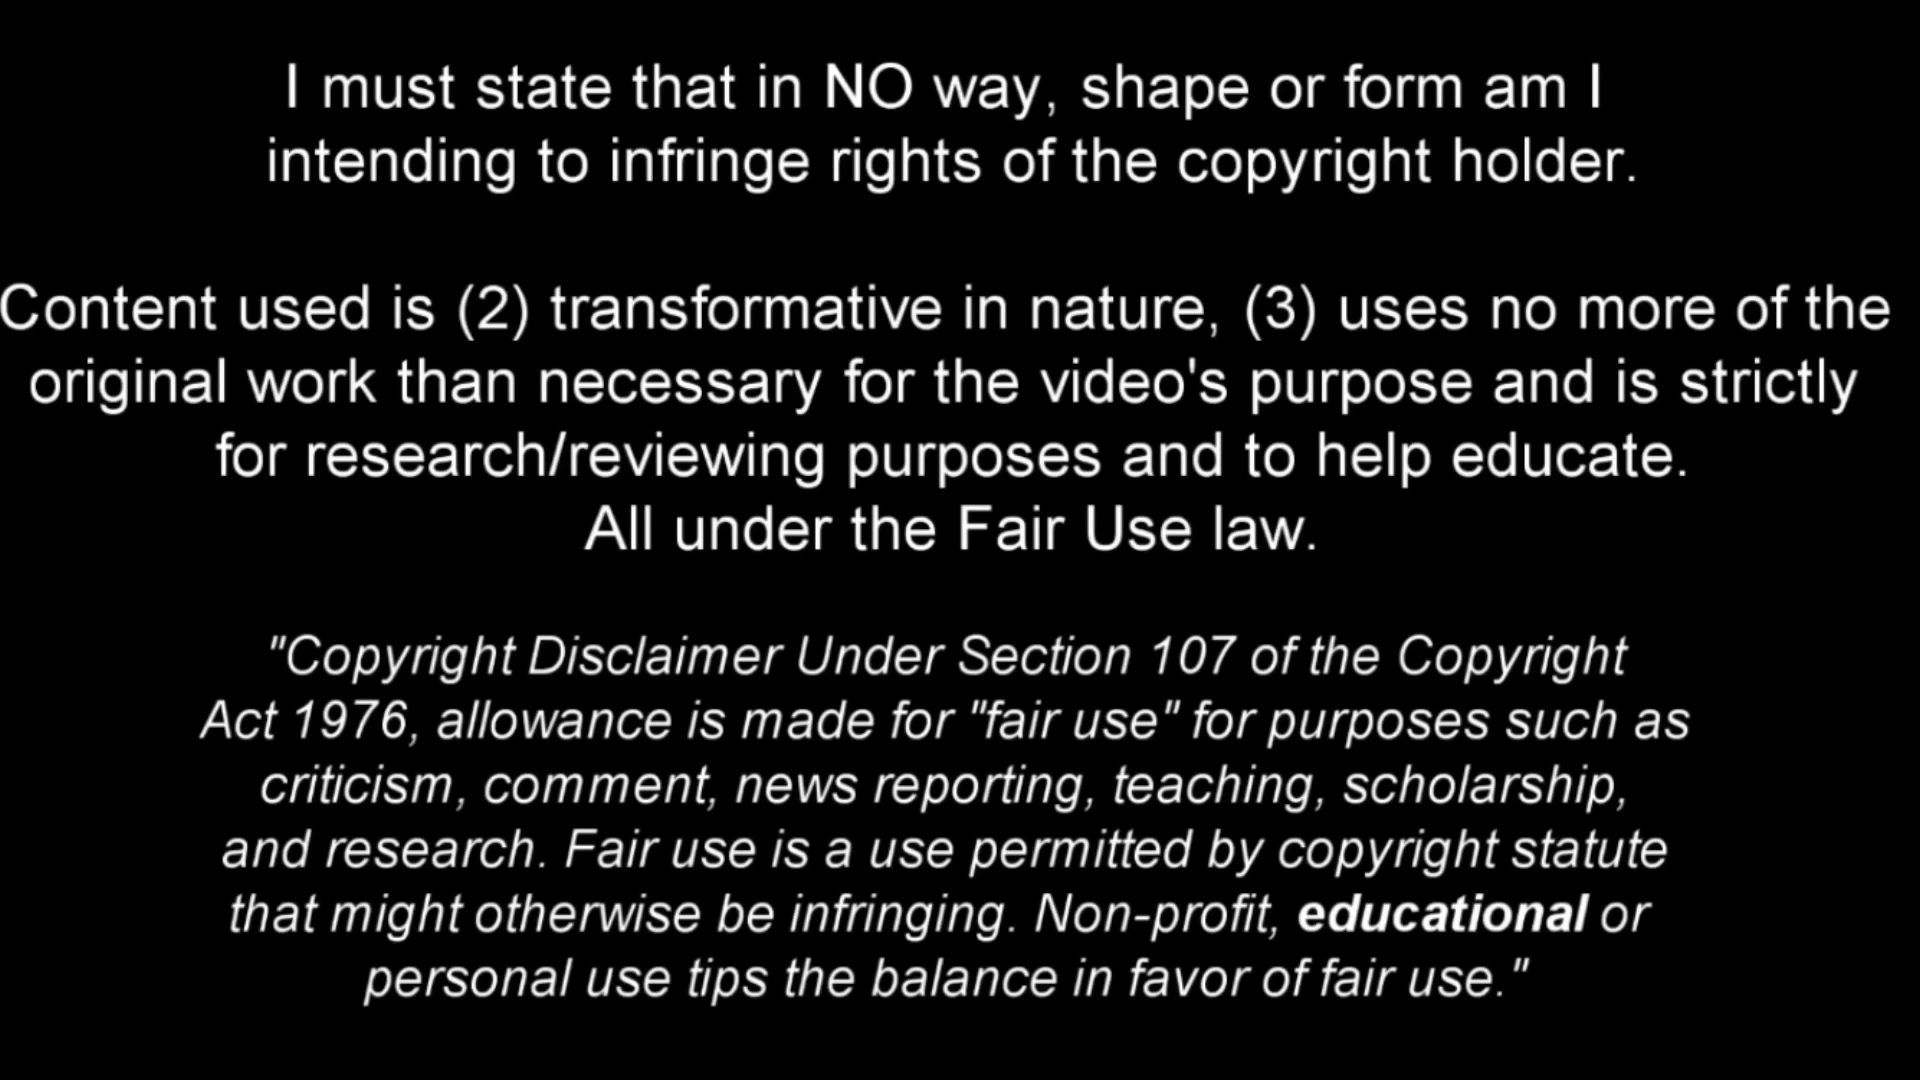 I must state that in NO way, shape or form am I
intending to infringe rights of the copyright holder.
Content used is (2) transformative in nature, (3) uses no more of the
original work than necessary for the video's purpose and is strictly
for research/reviewing purposes and to help educate.
All under the Fair Use law.
"Copyright Disclaimer Under Section 107 of the Copyright
Act 1976, allowance is made for "fair use" for purposes such as
criticism, comment, news reporting, teaching, scholarship,
and research. Fair use is a use permitted by copyright statute
that might otherwise be infringing. Non-profit, educational or
personal use tips the balance in favor of fair use."